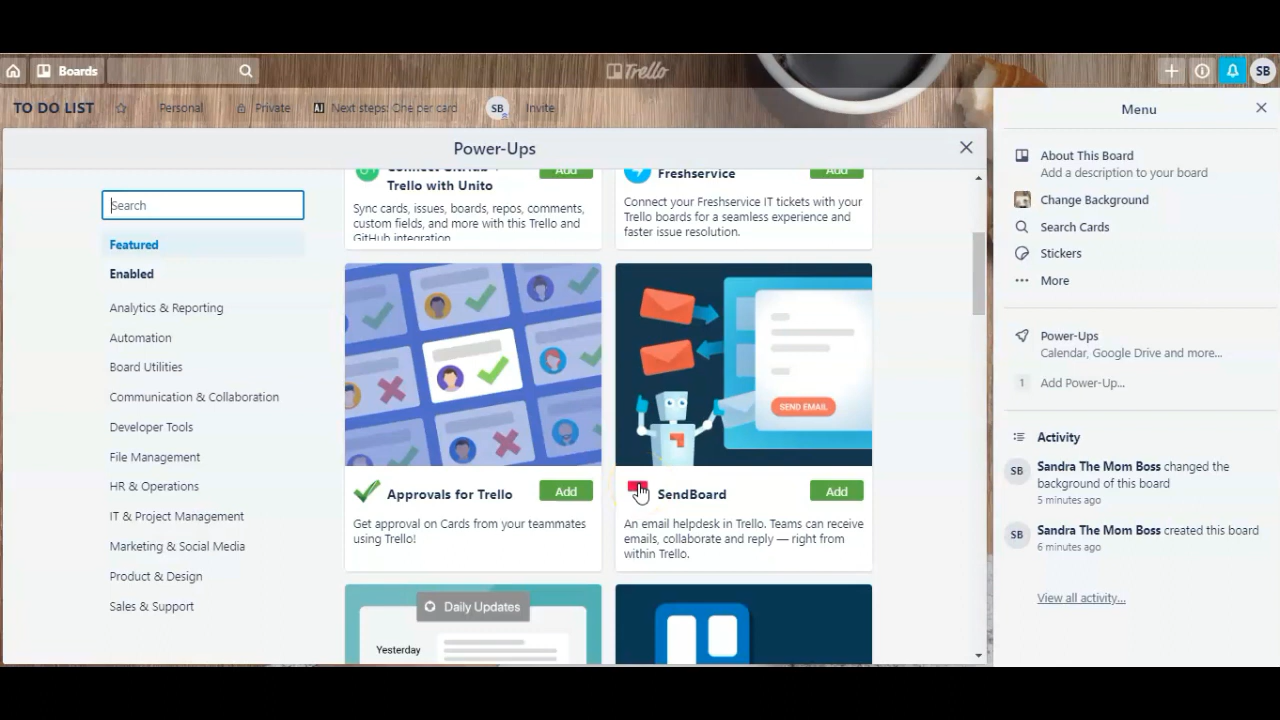 Boards
Trello
SB
TO DO LIST
Personal
Private
Next steps: One per card
SB
Invite
Power-Ups
Search
Featured
Enabled
Analytics & Reporting
Automation
Board Utilities
Communication & Collaboration
Developer Tools
File Management
HR & Operations
IT & Project Management
Marketing & Social Media
Product & Design
Sales & Support
Trello with Unito
Add
Sync cards, issues, boards, repos, comments,
custom fields, and more with this Trello and
GitHub integration.
Freshservice
Add
Connect your Freshservice IT tickets with your
Trello boards for a seamless experience and
faster issue resolution.
Approvals for Trello
Add
Get approval on Cards from your teammates
using Trello!
SEND EMAIL
SendBoard
Add
An email helpdesk in Trello. Teams can receive
emails, collaborate and reply — right from
within Trello.
Daily Updates
Yesterday
Menu
About This Board
Add a description to your board
Change Background
Search Cards
Stickers
More
Power-Ups
Calendar, Google Drive and more...
1 Add Power-Up...
Activity
SB
Sandra The Mom Boss changed the
background of this board
5 minutes ago
SB
Sandra The Mom Boss created this board
6 minutes ago
View all activity...